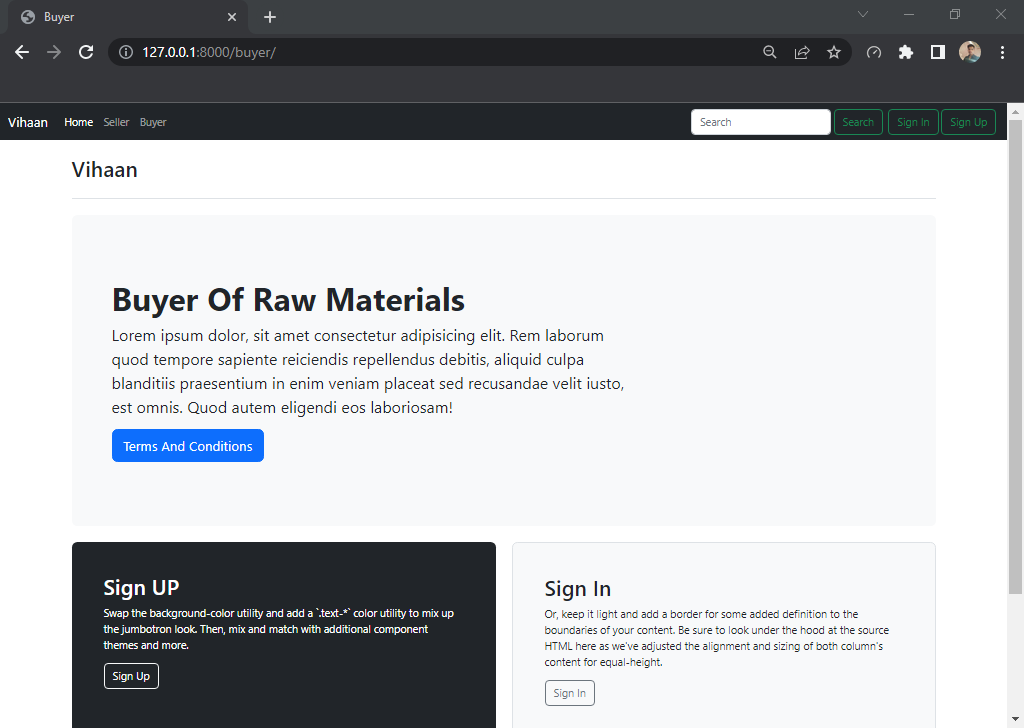 Buyer
127.0.0.1:8000/buyer/
Vihaan Home Seller Buyer Search Search Sign In Sign Up
Vihaan
Buyer Of Raw Materials
Lorem ipsum dolor, sit amet consectetur adipisicing elit. Rem laborum
quod tempore sapiente reiciendis repellendus debitis, aliquid culpa
blanditiis praesentium in enim veniam placeat sed recusandae velit iusto,
est omnis. Quod autem eligendi eos laboriosam!
Terms And Conditions
Sign UP
Swap the background-color utility and add a `.text-*` color utility to mix up
the jumbotron look. Then, mix and match with additional component
themes and more.
Sign Up
Sign In
Or, keep it light and add a border for some added definition to the
boundaries of your content. Be sure to look under the hood at the source
HTML here as we've adjusted the alignment and sizing of both column's
content for equal-height.
Sign In